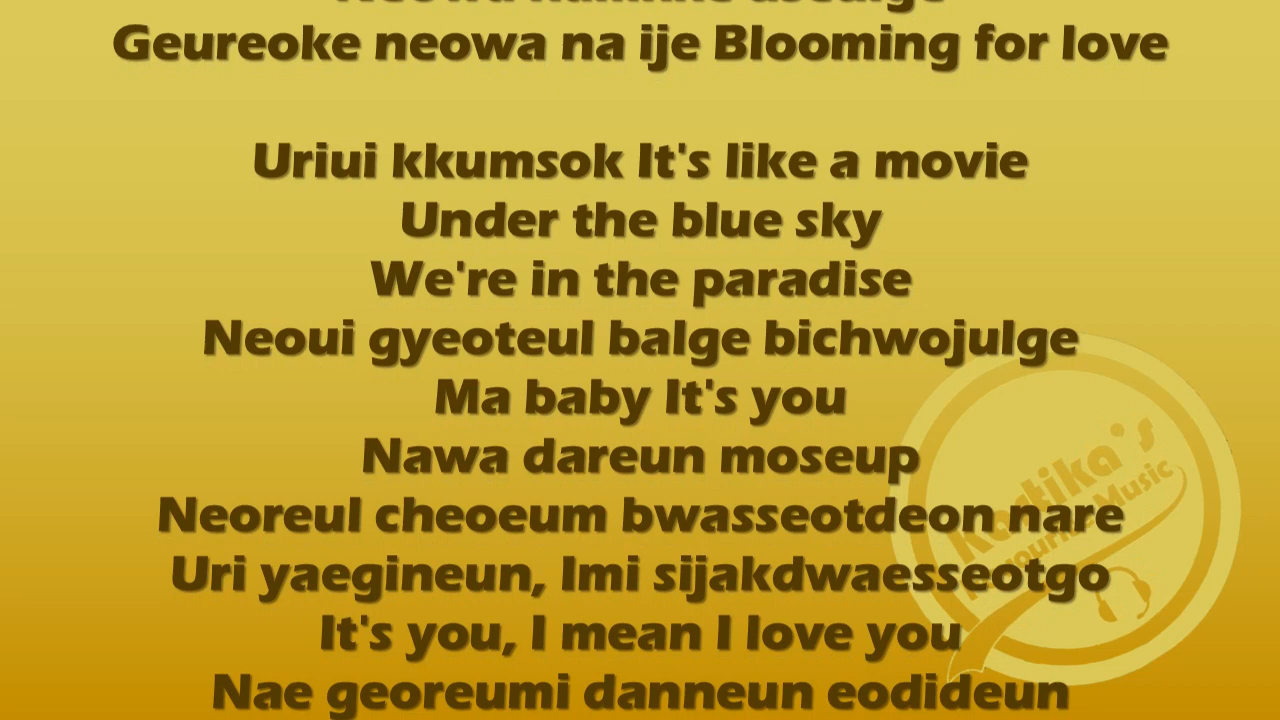 Geureoke neowa na ije Blooming for love
Uriui kkumsok It's like a movie
Under the blue sky
We're in the paradise
Neoui gyeoteul balge bichwojulge
Ma baby It's you
Nawa dareun moseup
Neoreul cheoeum bwasseotdeon nare
Uri yaegineun, Imi sijakdwaesseotgo
It's you, I mean I love you
Nae georeumi danneun eodideun
Kartika's
Music